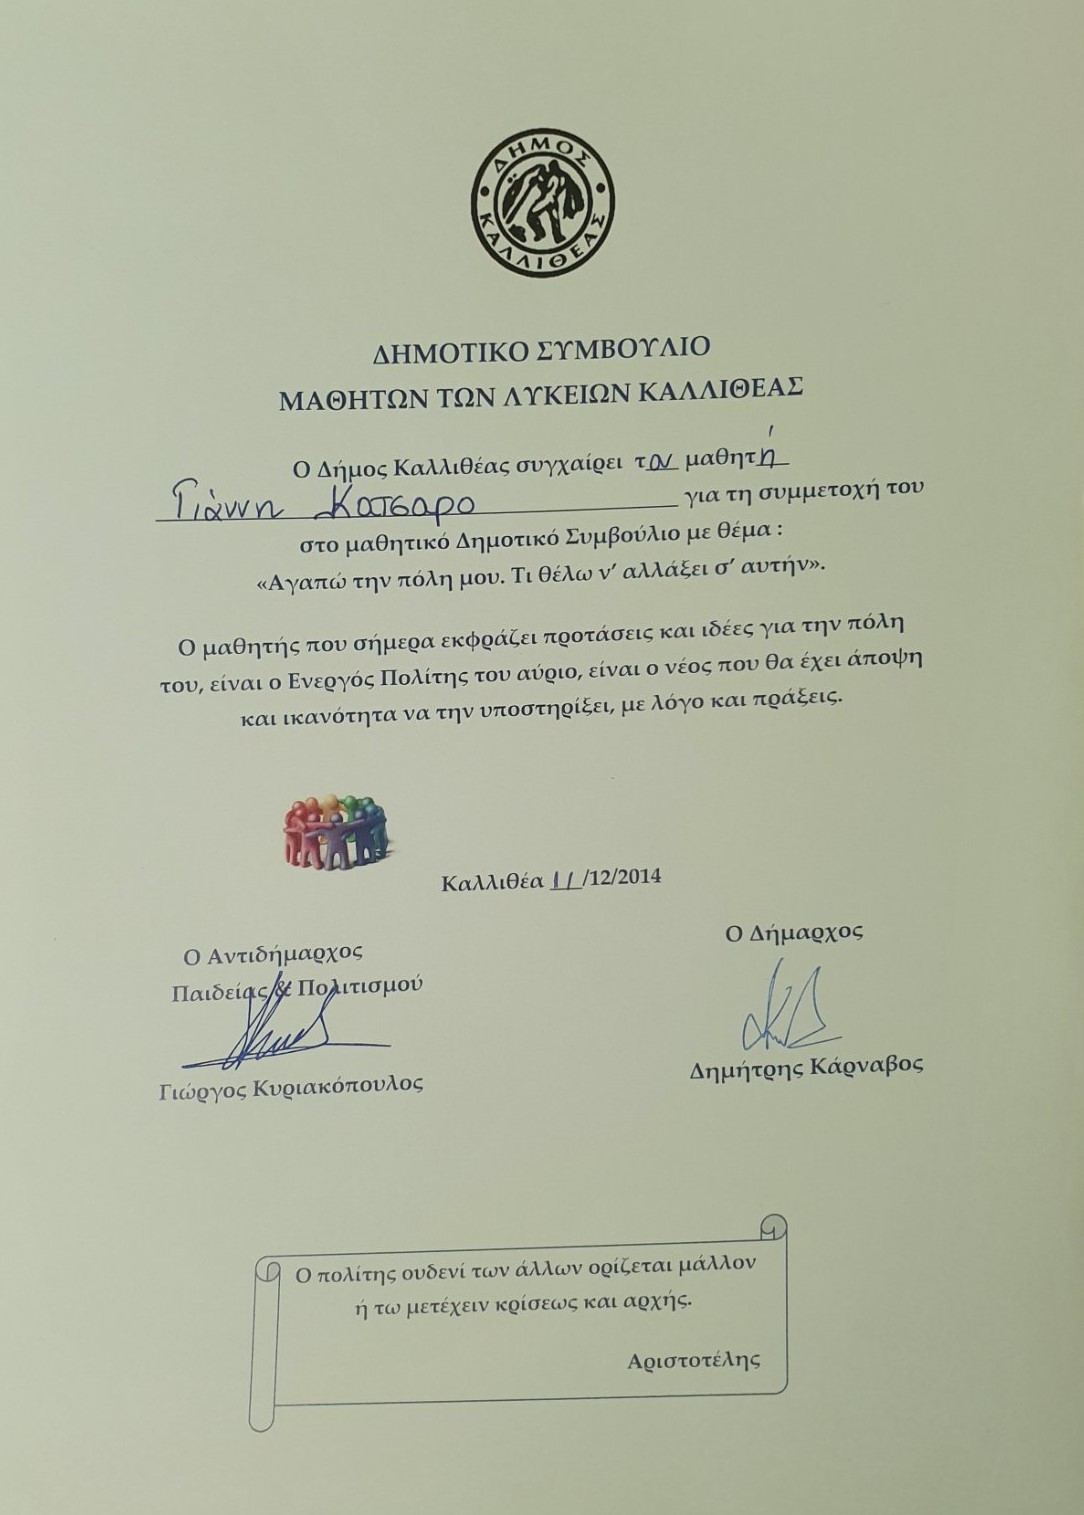 ΔΗΜΟΣ
ΚΑΛΛΙΘΕΑΣ
ΔΗΜΟΤΙΚΟ ΣΥΜΒΟΥΛΙΟ
ΜΑΘΗΤΩΝ ΤΩΝ ΛΥΚΕΙΩΝ ΚΑΛΛΙΘΕΑΣ
Ο Δήμος Καλλιθέας συγχαίρει τον μαθητή
Γιάννη Κατσαρο για τη συμμετοχή του
στο μαθητικό Δημοτικό Συμβούλιο με θέμα :
«Αγαπώ την πόλη μου. Τι θέλω ν’ αλλάξει σ’ αυτήν».
Ο μαθητής που σήμερα εκφράζει προτάσεις και ιδέες για την πόλη
του, είναι ο Ενεργός Πολίτης του αύριο, είναι ο νέος που θα έχει άποψη
και ικανότητα να την υποστηρίξει, με λόγο και πράξεις.
Καλλιθέα 11/12/2014
Ο Αντιδήμαρχος
Παιδείας & Πολιτισμού
Γιώργος Κυριακόπουλος
Ο Δήμαρχος
Δημήτρης Κάρναβος
Ο πολίτης ουδενί των άλλων ορίζεται μάλλον
ή τω μετέχειν κρίσεως και αρχής.
Αριστοτέλης